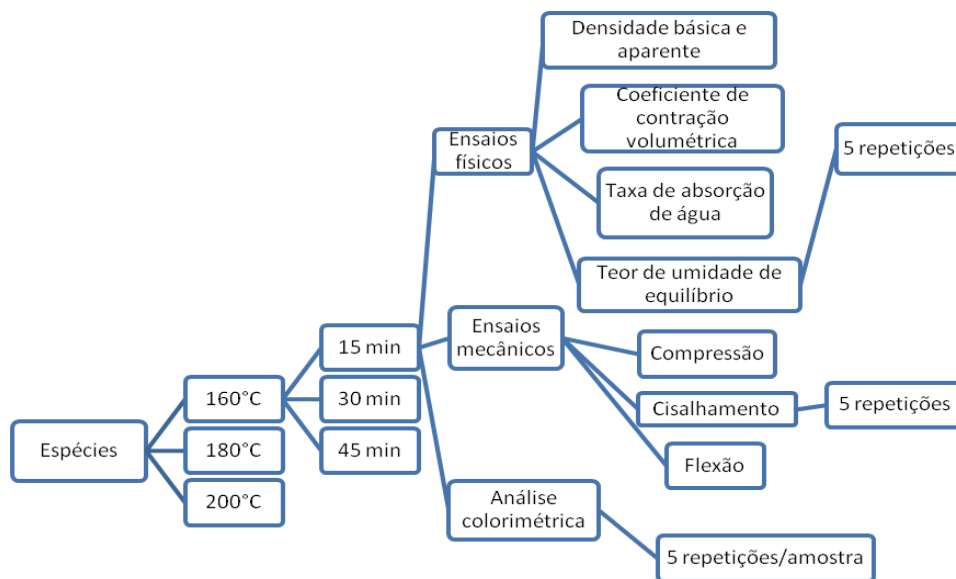 Espécies
160°C
180°C
200°C
15 min
30 min
45 min
Ensaios
físicos
Densidade básica e
aparente
Coeficiente de
contração
volumétrica
Taxa de absorção
de água
Teor de umidade de
equilíbrio
5 repetições
Ensaios
mecânicos
Compressão
Cisalhamento
5 repetições
Flexão
Análise
colorimétrica
5 repetições/amostra